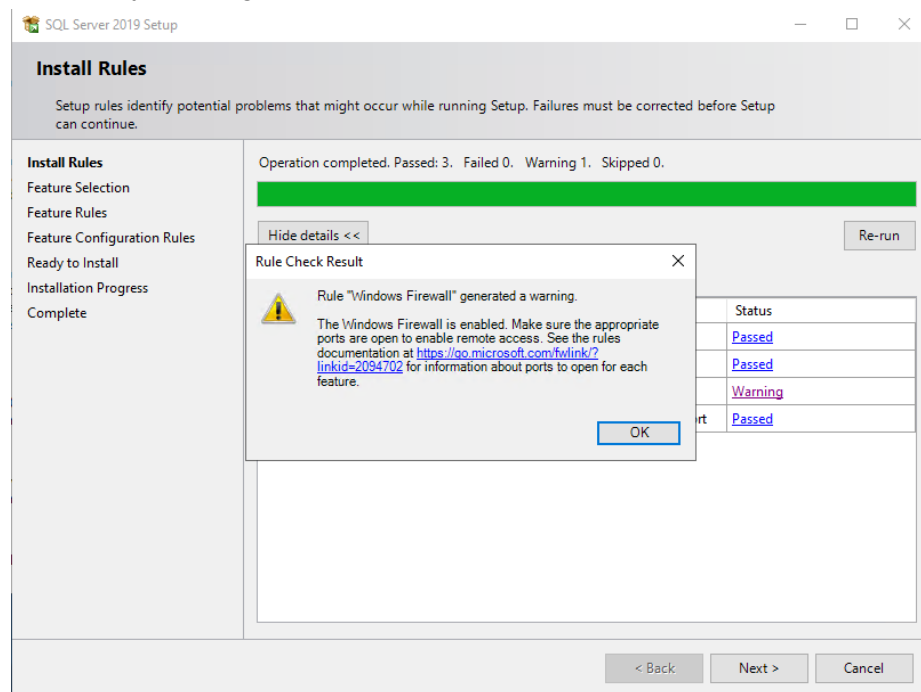 SQL Server 2019 Setup
Install Rules
Setup rules identify potential problems that might occur while running Setup. Failures must be corrected before Setup
can continue.
Install Rules
Feature Selection
Feature Rules
Feature Configuration Rules
Ready to Install
Installation Progress
Complete
Operation completed. Passed: 3. Failed 0. Warning 1. Skipped 0.
Hide details <<
Re-run
Rule Check Result
Rule "Windows Firewall" generated a warning.
The Windows Firewall is enabled. Make sure the appropriate
ports are open to enable remote access. See the rules
documentation at https://go.microsoft.com/fwlink/?
linkid=2094702 for information about ports to open for each
feature.
OK
Status
Passed
Passed
Warning
rt Passed
< Back
Next >
Cancel